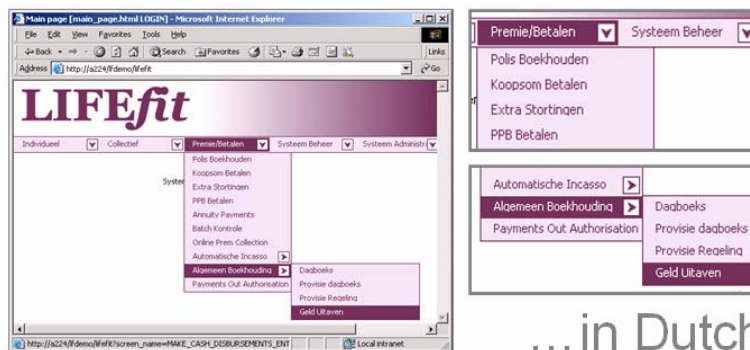 Main page [main_page.html LOGIN] - Microsoft Internet Explorer
File Edit View Favorites Tools Help
Back Search Favorites Links
Address http://a224/lfdemo/lifefit Go
LIFEfit
Individueel Collectief Premie/Betalen Systeem Beheer Systeem Administr
Polis Boekhouden
Koopsom Betalen
System
Extra Stortingen
PPB Betalen
Annuity Payments
Batch Kontrole
Online Prem Collection
Automatische Incasso
Algemeen Boekhouding Dagboeks
Payments Out Authorisation Provisie dagboeks
Provisie Regeling
Geld Uitaven
http://a224/lfdemo/lifefit?screen_name=MAKE_CASH_DISBURSEMENTS_ENT Local intranet
Premie/Betalen Systeem Beheer
Polis Boekhouden
Koopsom Betalen
Extra Stortingen
PPB Betalen
Automatische Incasso
Algemeen Boekhouding Dagboeks
Payments Out Authorisation Provisie dagboeks
Provisie Regeling
Geld Uitaven
...in Dutch